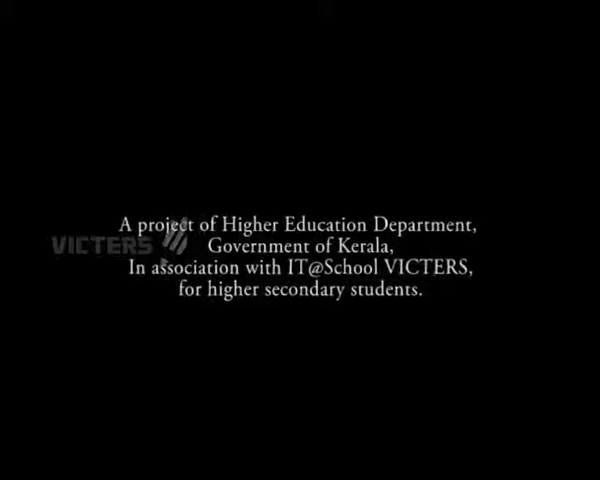 A project of Higher Education Department,
VICTERS
Government of Kerala,
In association with IT@School VICTERS,
for higher secondary students.